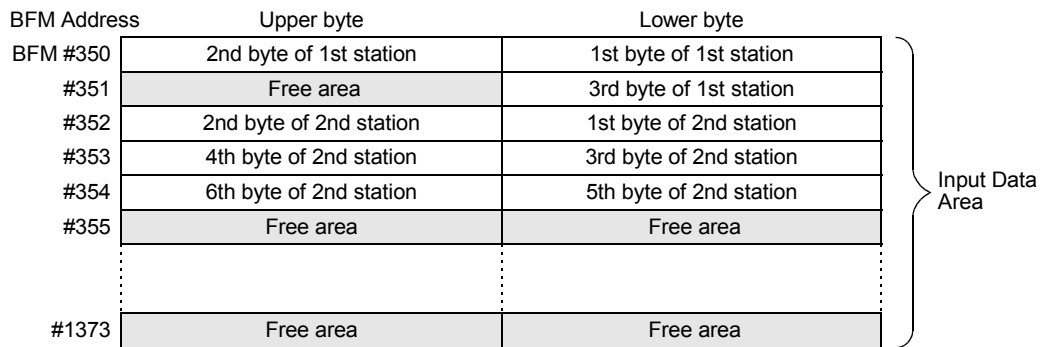 BFM Address Upper byte Lower byte
BFM #350 2nd byte of 1st station 1st byte of 1st station
#351 Free area 3rd byte of 1st station
#352 2nd byte of 2nd station 1st byte of 2nd station
#353 4th byte of 2nd station 3rd byte of 2nd station
#354 6th byte of 2nd station 5th byte of 2nd station
#355 Free area Free area
#1373 Free area Free area
Input Data
Area